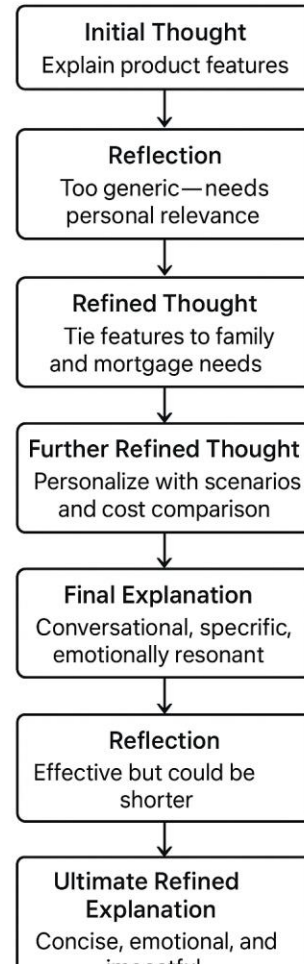 Initial Thought
Explain product features
Reflection
Too generic—needs
personal relevance
Refined Thought
Tie features to family
and mortgage needs
Further Refined Thought
Personalize with scenarios
and cost comparison
Final Explanation
Conversational, specrific,
emotionally resonant
Reflection
Effective but could be
shorter
Ultimate Refined
Explanation
Concise, emotional, and